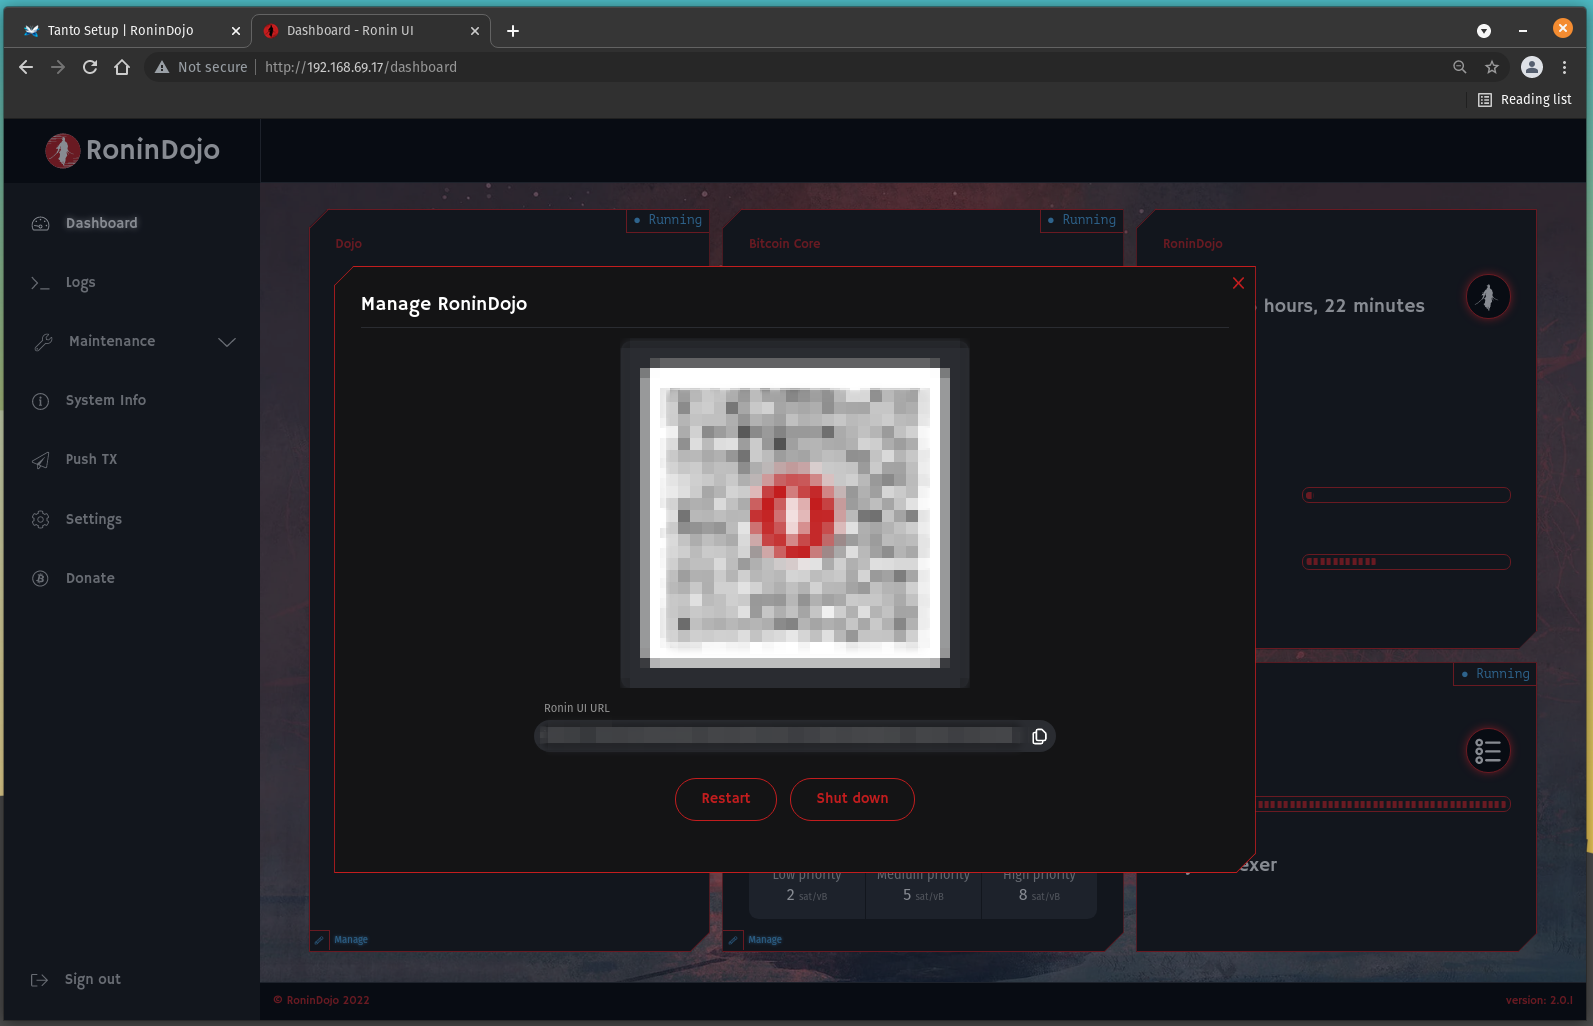 Tanto Setup | RoninDojo
Dashboard - Ronin UI
Not secure
http://192.168.69.17/dashboard
Reading list
RoninDojo
Dashboard
Logs
Maintenance
System Info
Push TX
Settings
Donate
Sign out
Running
Dojo
Running
Bitcoin Core
RoninDojo
hours, 22 minutes
Manage RoninDojo
Ronin UI URL
Restart
Shut down
Running
Low priority
Medium priority
High priority
2 sat/vB
5 sat/vB
8 sat/vB
Manage
Manage
© RoninDojo 2022
version: 2.0.1